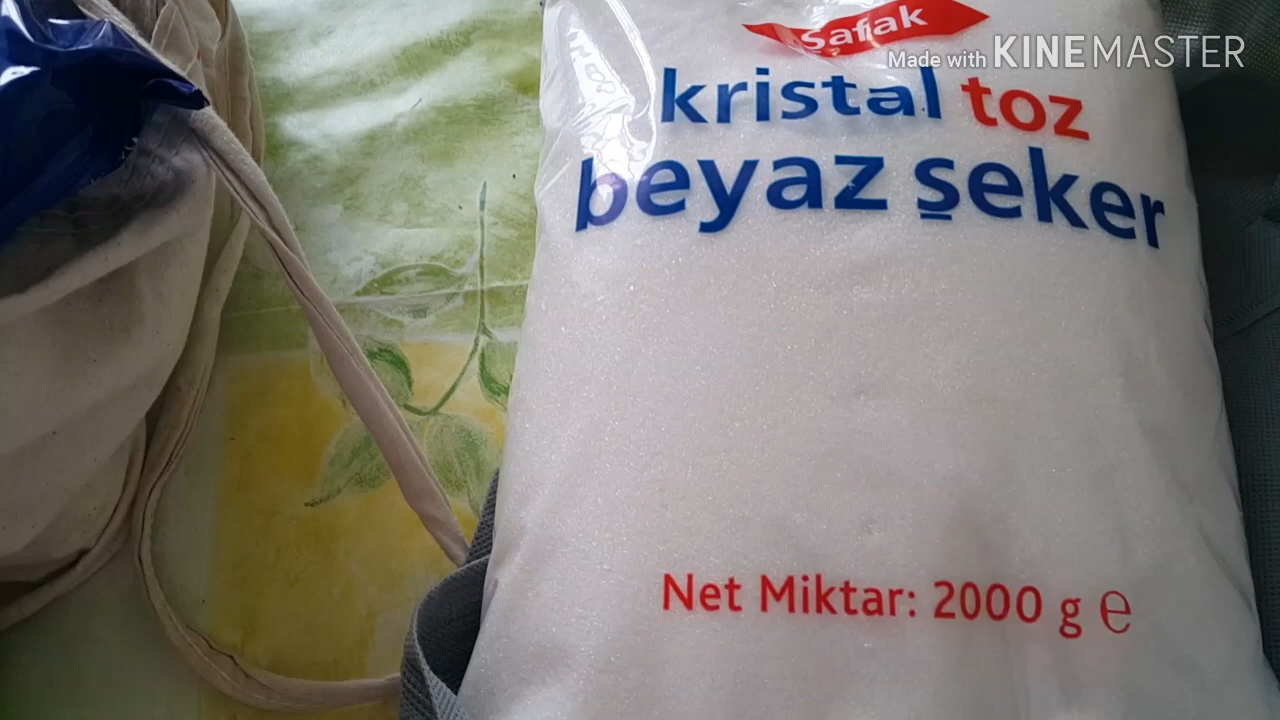 Şafak
Made with KINEMASTER
kristal toz
beyaz şeker
Net Miktar: 2000 g ℮